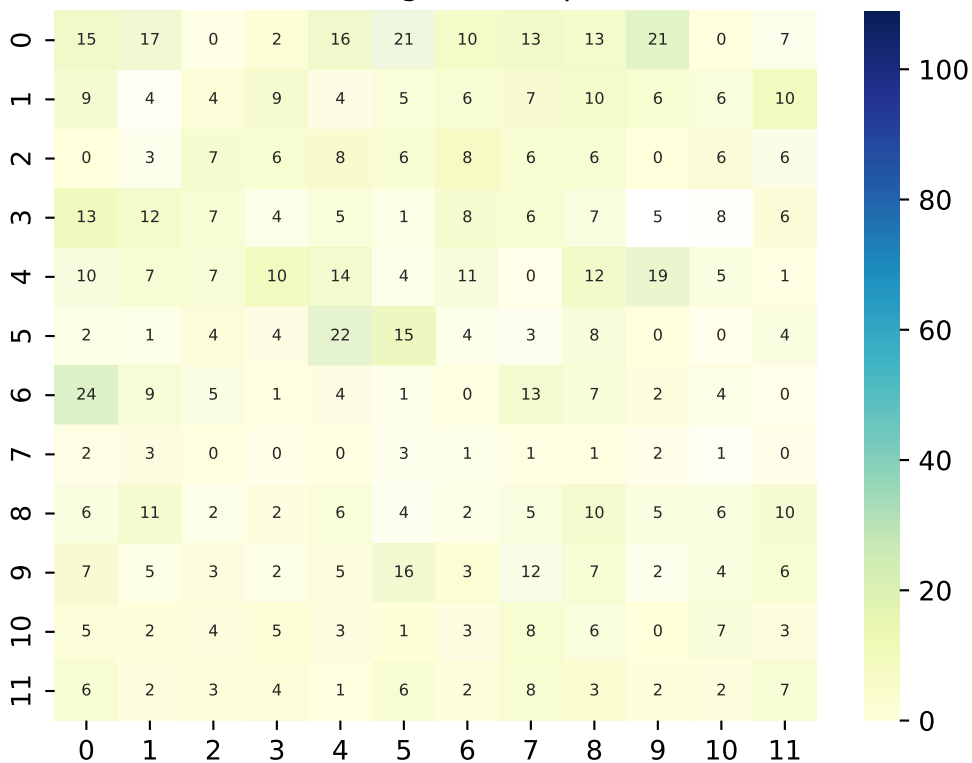 0 15 17 0 2 16 21 10 13 13 21 0 7
1 9 4 4 9 4 5 6 7 10 6 6 10
2 0 3 7 6 8 6 8 6 6 0 6 6
3 13 12 7 4 5 1 8 6 7 5 8 6
4 10 7 7 10 14 4 11 0 12 19 5 1
5 2 1 4 4 22 15 4 3 8 0 0 4
6 24 9 5 1 4 1 0 13 7 2 4 0
7 2 3 0 0 0 3 1 1 1 2 1 0
8 6 11 2 2 6 4 2 5 10 5 6 10
9 7 5 3 2 5 16 3 12 7 2 4 6
10 5 2 4 5 3 1 3 8 6 0 7 3
11 6 2 3 4 1 6 2 8 3 2 2 7
0 1 2 3 4 5 6 7 8 9 10 11
100
80
60
40
20
0